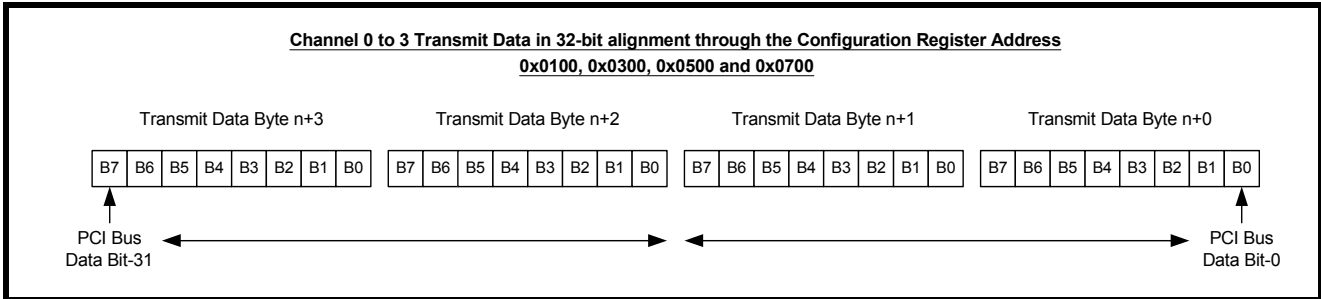 Channel 0 to 3 Transmit Data in 32-bit alignment through the Configuration Register Address
0x0100, 0x0300, 0x0500 and 0x0700
Transmit Data Byte n+3 Transmit Data Byte n+2 Transmit Data Byte n+1 Transmit Data Byte n+0
B7 B6 B5 B4 B3 B2 B1 B0 B7 B6 B5 B4 B3 B2 B1 B0 B7 B6 B5 B4 B3 B2 B1 B0 B7 B6 B5 B4 B3 B2 B1 B0
PCI Bus PCI Bus
Data Bit-31 Data Bit-0